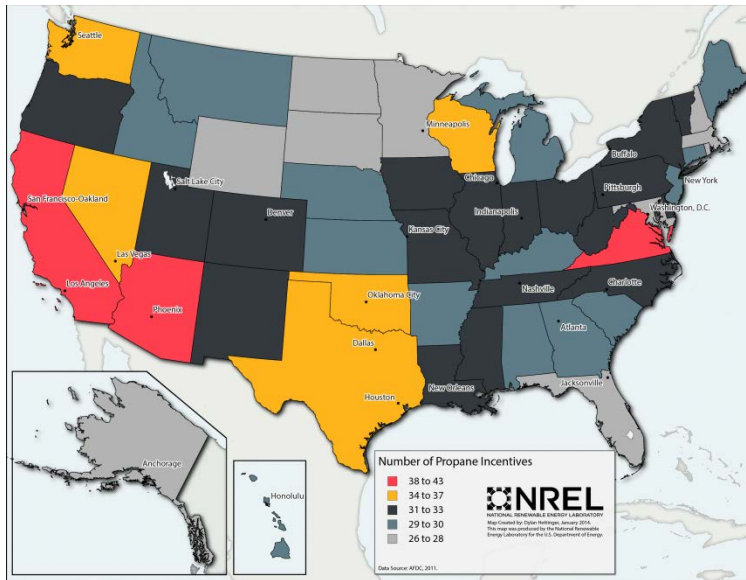 Seattle
Minneapolis
Buffalo
Chicago
Salt Lake City
New York
Pittsburgh
San Francisco-Oakland
Washington, D.C.
Denver
Indianapolis
Kansas City
Las Vegas
Los Angeles
Nashville
Charlotte
Oklahoma City
Phoenix
Atlanta
Dallas
New Orleans
Jacksonville
Houston
Anchorage
Honolulu
Number of Propane Incentives
38 to 43
34 to 37
31 to 33
29 to 30
26 to 28
NREL
NATIONAL RENEWABLE ENERGY LABORATORY
Map Created by: Dylan Hettinger, January 2014.
This map was produced by the National Renewable
Energy Laboratory for the U.S. Department of Energy.
Data Source: AFDC, 2011.